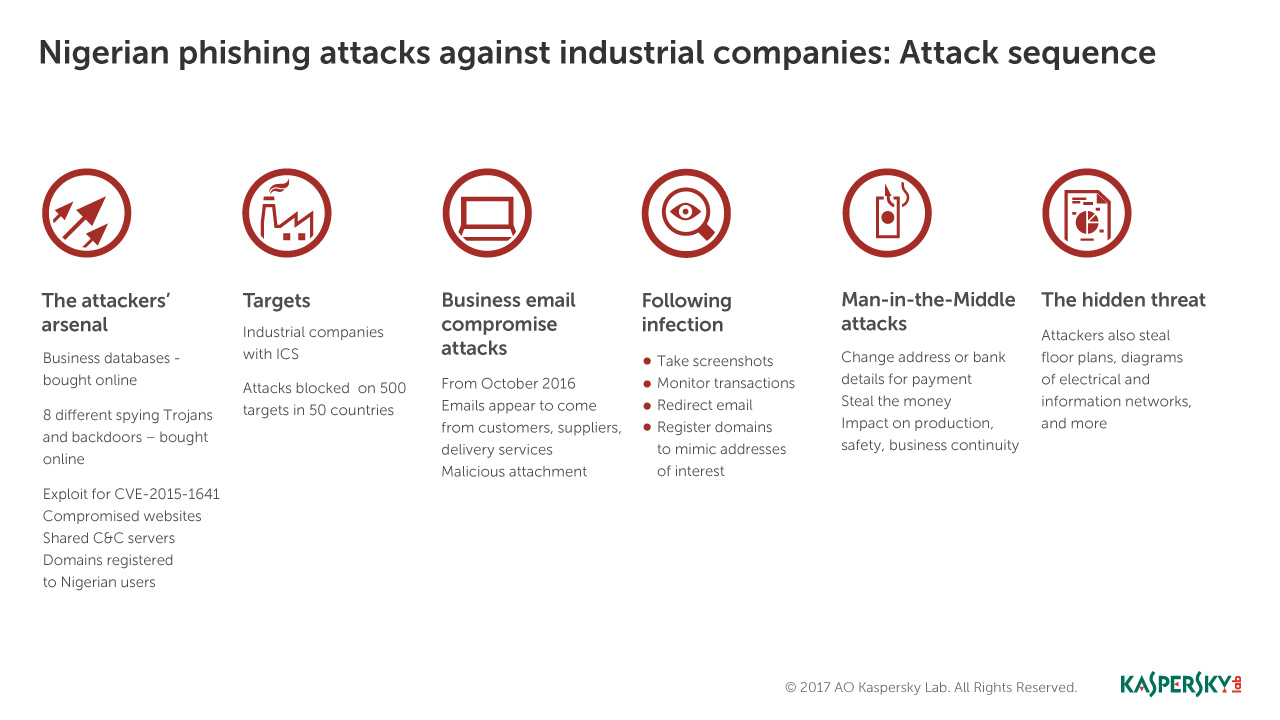 Nigerian phishing attacks against industrial companies: Attack sequence
The attackers’
arsenal
Business databases -
bought online
8 different spying Trojans
and backdoors – bought
online
Exploit for CVE-2015-1641
Compromised websites
Shared C&C servers
Domains registered
to Nigerian users
Targets
Industrial companies
with ICS
Attacks blocked on 500
targets in 50 countries
Business email
compromise
attacks
From October 2016
Emails appear to come
from customers, suppliers,
delivery services
Malicious attachment
Following
infection
● Take screenshots
● Monitor transactions
● Redirect email
● Register domains
to mimic addresses
of interest
Man-in-the-Middle
attacks
Change address or bank
details for payment
Steal the money
Impact on production,
safety, business continuity
The hidden threat
Attackers also steal
floor plans, diagrams
of electrical and
information networks,
and more
© 2017 AO Kaspersky Lab. All Rights Reserved.
KASPERSKY lab